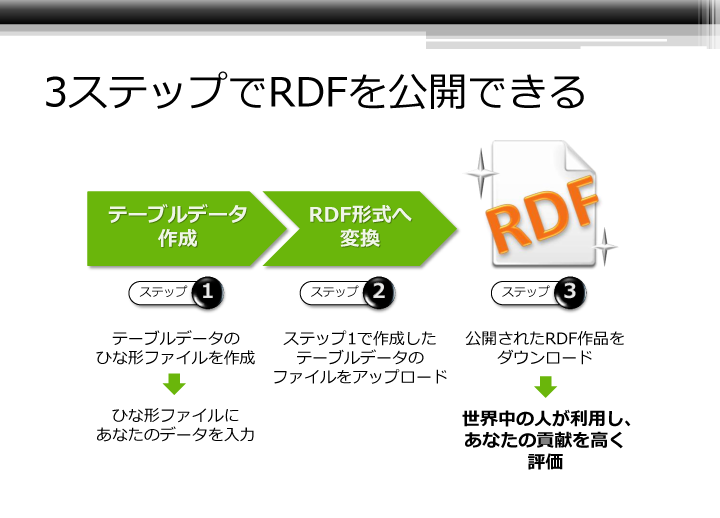 3ステップでRDFを公開できる
テーブルデータ
作成
RDF形式へ
変換
RDF
ステップ 1
ステップ 2
ステップ 3
テーブルデータの
ひな形ファイルを作成
ひな形ファイルに
あなたのデータを入力
ステップ1で作成した
テーブルデータの
ファイルをアップロード
公開されたRDF作品を
ダウンロード
世界中の人が利用し、
あなたの貢献を高く
評価